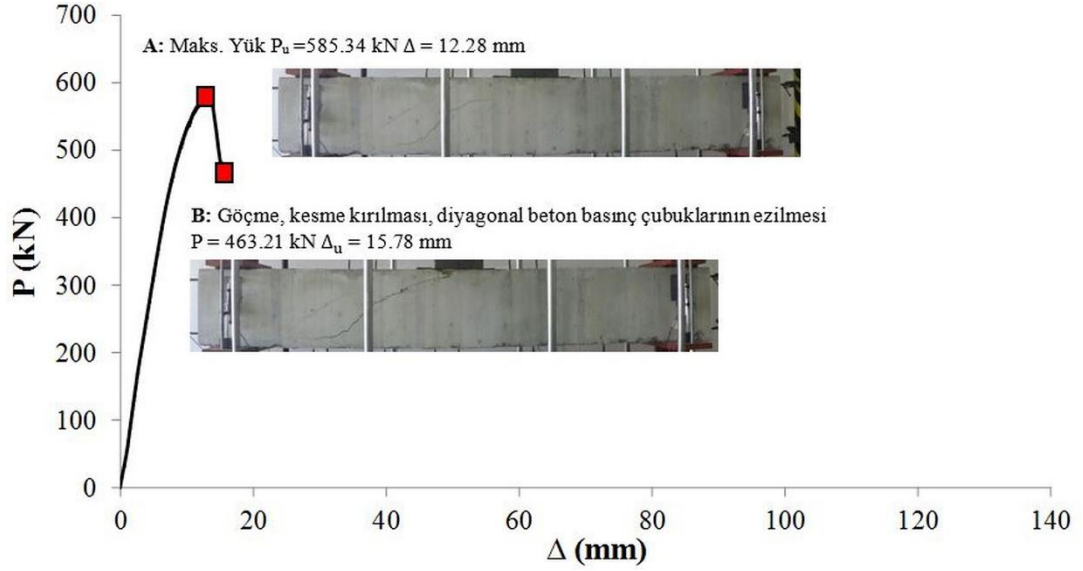 700
A: Maks. Yük Pu =585.34 kN Δ = 12.28 mm
600
500
400
B: Göçme, kesme kırılması, diyagonal beton basınç çubuklarının ezilmesi
P = 463.21 kN Δu = 15.78 mm
300
200
100
0
P (kN)
0 20 40 60 80 100 120 140
Δ (mm)